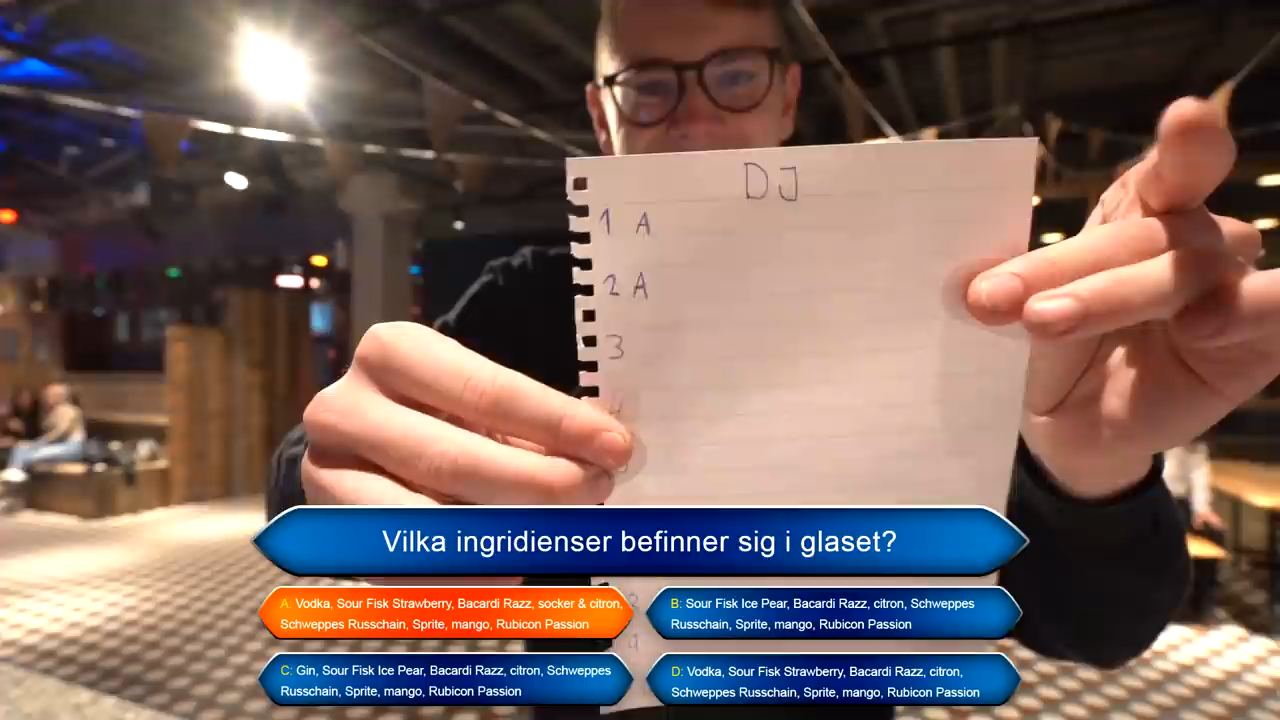 DJ
1 A
2 A
3
Vilka ingridienser befinner sig i glaset?
A: Vodka, Sour Fisk Strawberry, Bacardi Razz, socker & citron,
Schweppes Russchain, Sprite, mango, Rubicon Passion
B: Sour Fisk Ice Pear, Bacardi Razz, citron, Schweppes
Russchain, Sprite, mango, Rubicon Passion
C: Gin, Sour Fisk Ice Pear, Bacardi Razz, citron, Schweppes
Russchain, Sprite, mango, Rubicon Passion
D: Vodka, Sour Fisk Strawberry, Bacardi Razz, citron,
Schweppes Russchain, Sprite, mango, Rubicon Passion